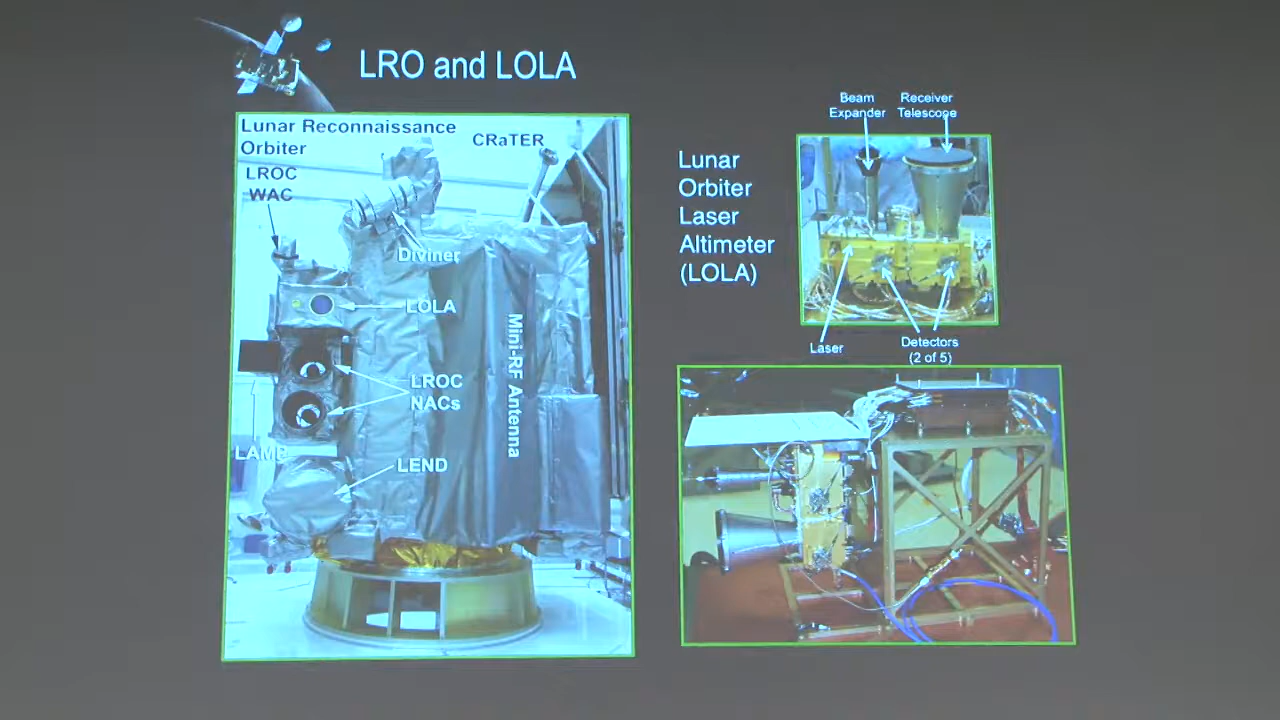 LRO and LOLA
Lunar Reconnaissance
Orbiter
CRaTER
LROC
WAC
Diviner
LOLA
Mini-RF Antenna
LROC
NACs
LAMP
LEND
Lunar
Orbiter
Laser
Altimeter
(LOLA)
Beam
Expander
Receiver
Telescope
Laser
Detectors
(2 of 5)